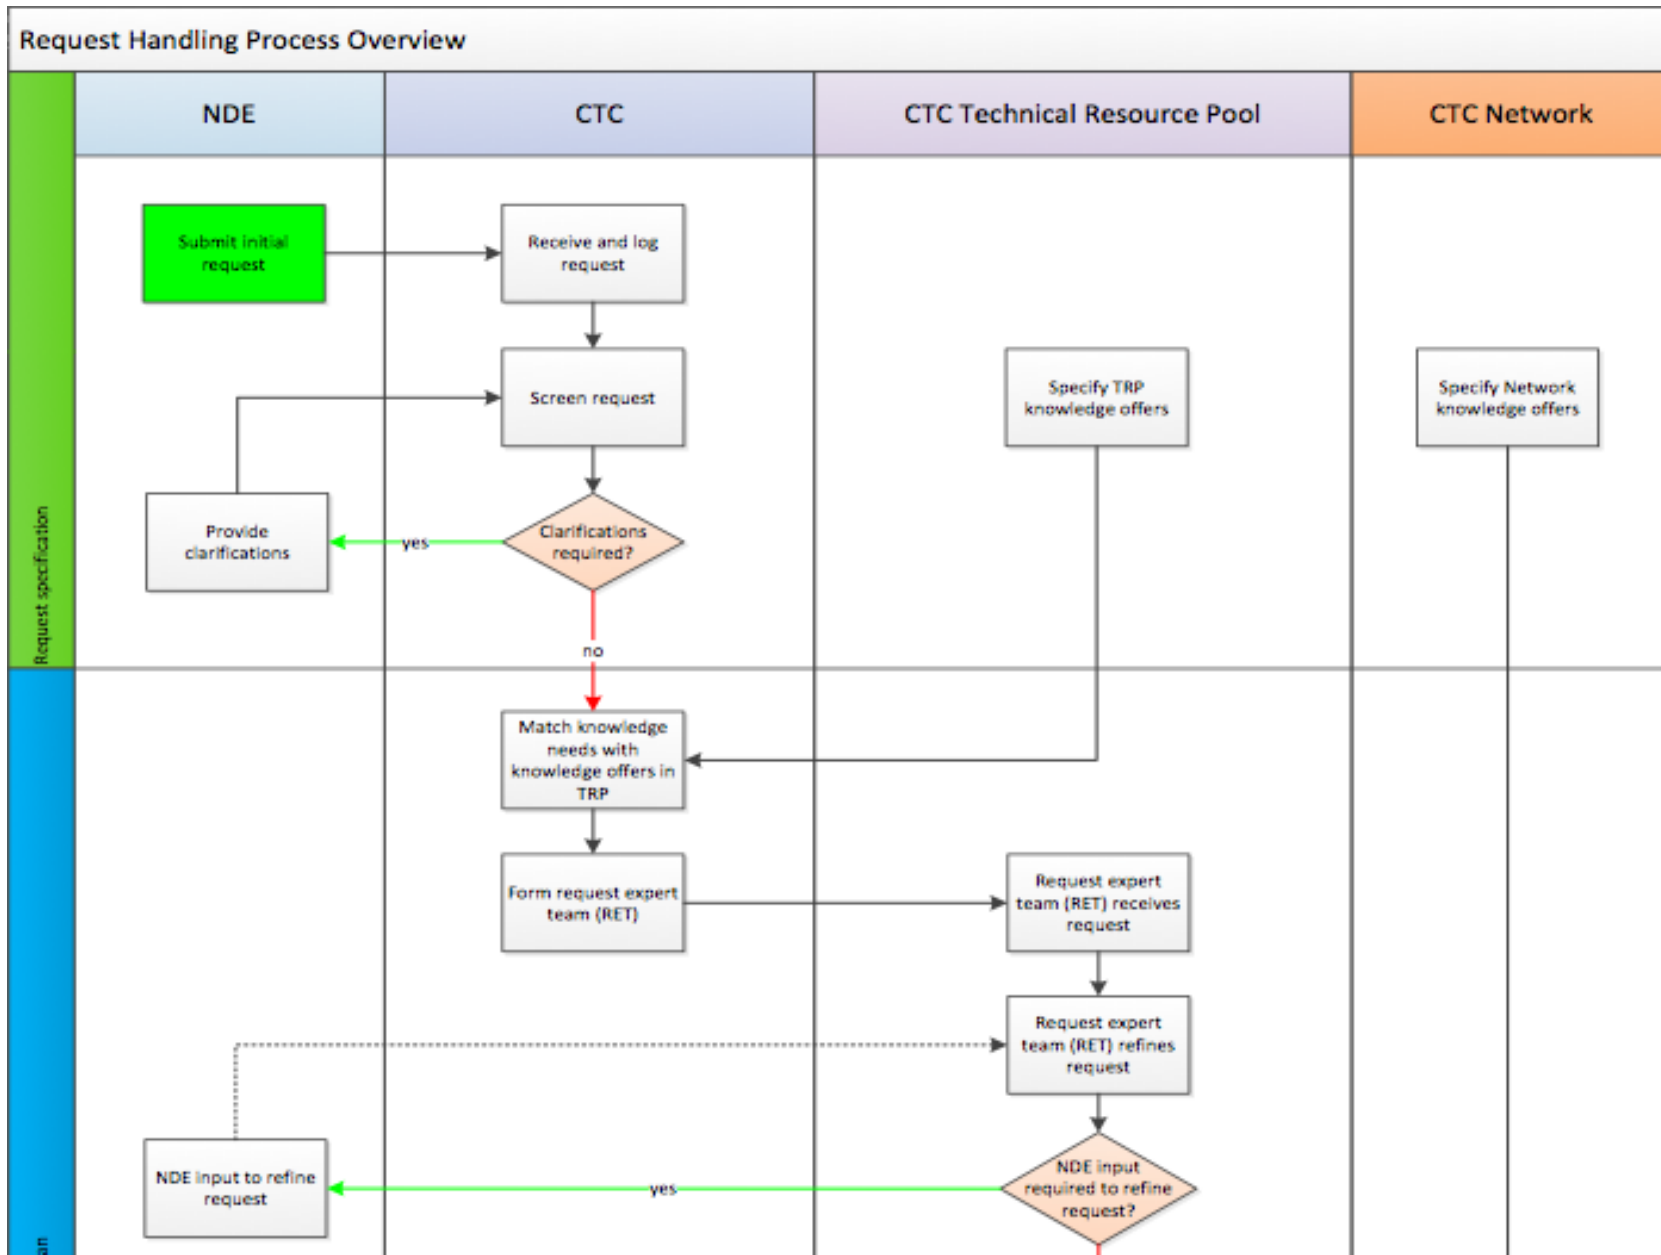 Request Handling Process Overview
NDE
CTC
CTC Technical Resource Pool
CTC Network
Request specification
Submit initial
request
Receive and log
request
Screen request
Specify TRP
knowledge offers
Specify Network
knowledge offers
Provide
clarifications
yes
Clarifications
required?
no
Match knowledge
needs with
knowledge offers in
TRP
Form request expert
team (RET)
Request expert
team (RET) receives
request
Request expert
team (RET) refines
request
NDE input to refine
request
yes
NDE input
required to refine
request?